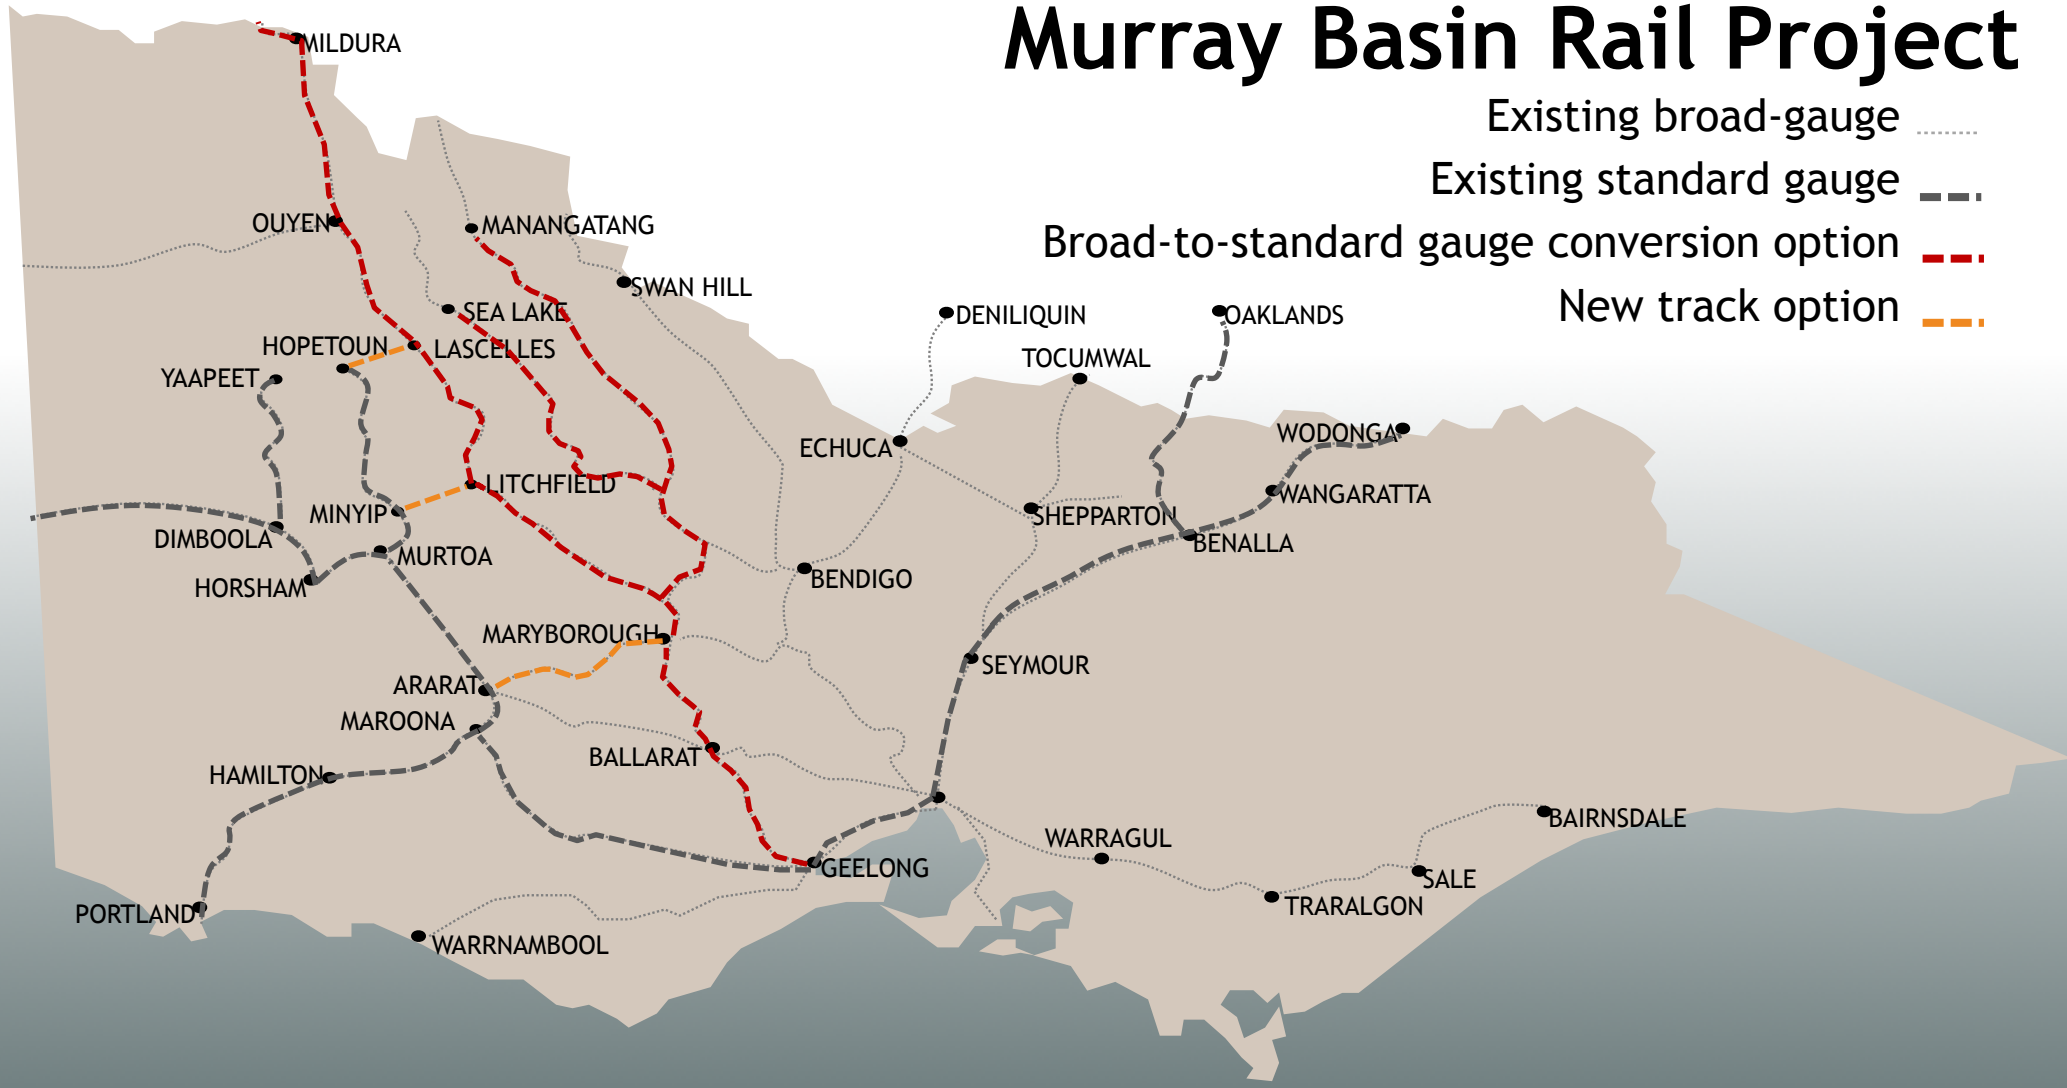 Murray Basin Rail Project
Existing broad-gauge
Existing standard gauge
Broad-to-standard gauge conversion option
New track option
MILDURA
OUYEN
MANANGATANG
SWAN HILL
SEA LAKE
DENILIQUIN
OAKLANDS
HOPETOUN
LASCELLES
TOCUMWAL
YAAPEET
ECHUCA
WODONGA
LITCHFIELD
WANGARATTA
MINYIP
SHEPPARTON
DIMBOOLA
BENALLA
MURTOA
HORSHAM
BENDIGO
MARYBOROUGH
SEYMOUR
ARARAT
MAROONA
BALLARAT
HAMILTON
BAIRNSDALE
WARRAGUL
GEELONG
SALE
TRARALGON
PORTLAND
WARRNAMBOOL